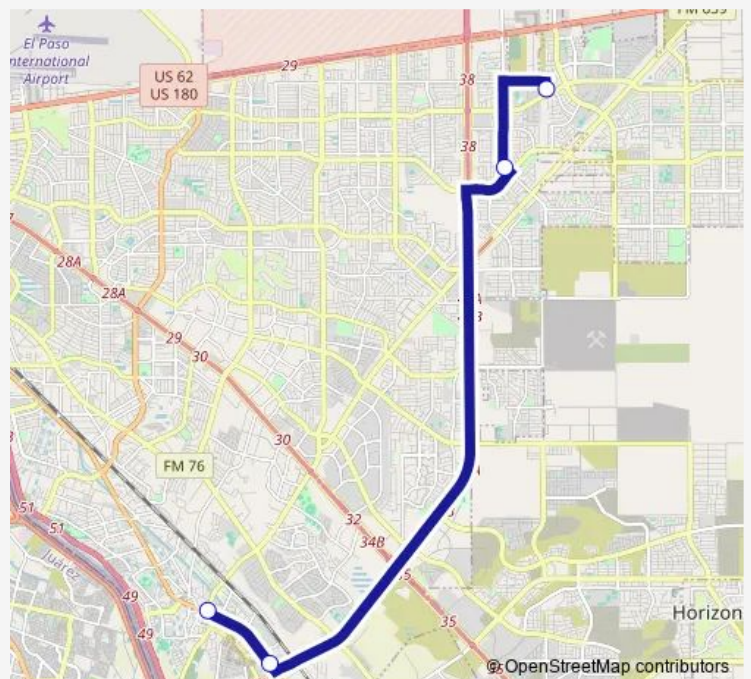 FM 659
El Paso
International
Airport
US 62
US 180
29
38
38
28A
28A
29
30
30
FM 76
32
34B
35
35
51
51
Juárez
49
49
Horizon
© OpenStreetMap contributors